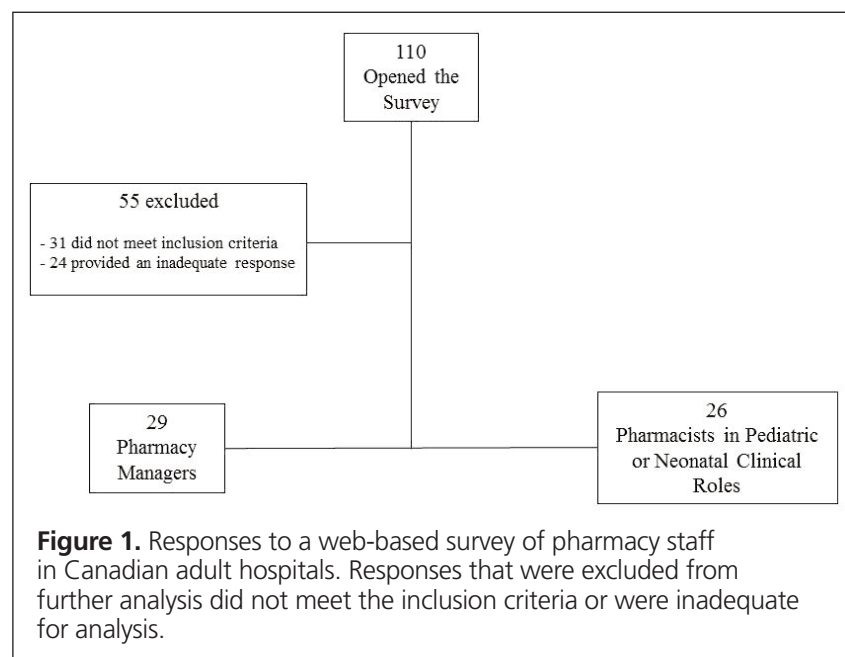 110
Opened the
Survey
55 excluded
- 31 did not meet inclusion criteria
- 24 provided an inadequate response
29
Pharmacy
Managers
26
Pharmacists in Pediatric
or Neonatal Clinical
Roles
Figure 1. Responses to a web-based survey of pharmacy staff
in Canadian adult hospitals. Responses that were excluded from
further analysis did not meet the inclusion criteria or were inadequate
for analysis.